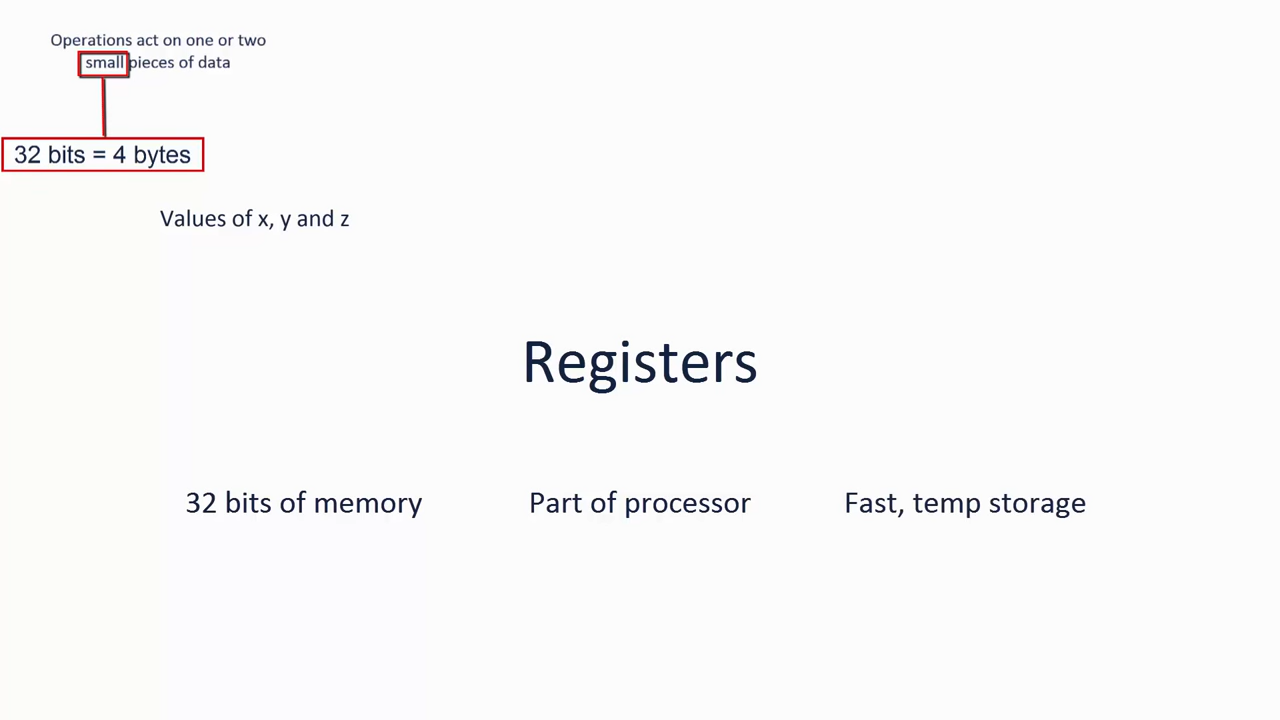 Operations act on one or two
small pieces of data
32 bits = 4 bytes
Values of x, y and z
Registers
32 bits of memory
Part of processor
Fast, temp storage